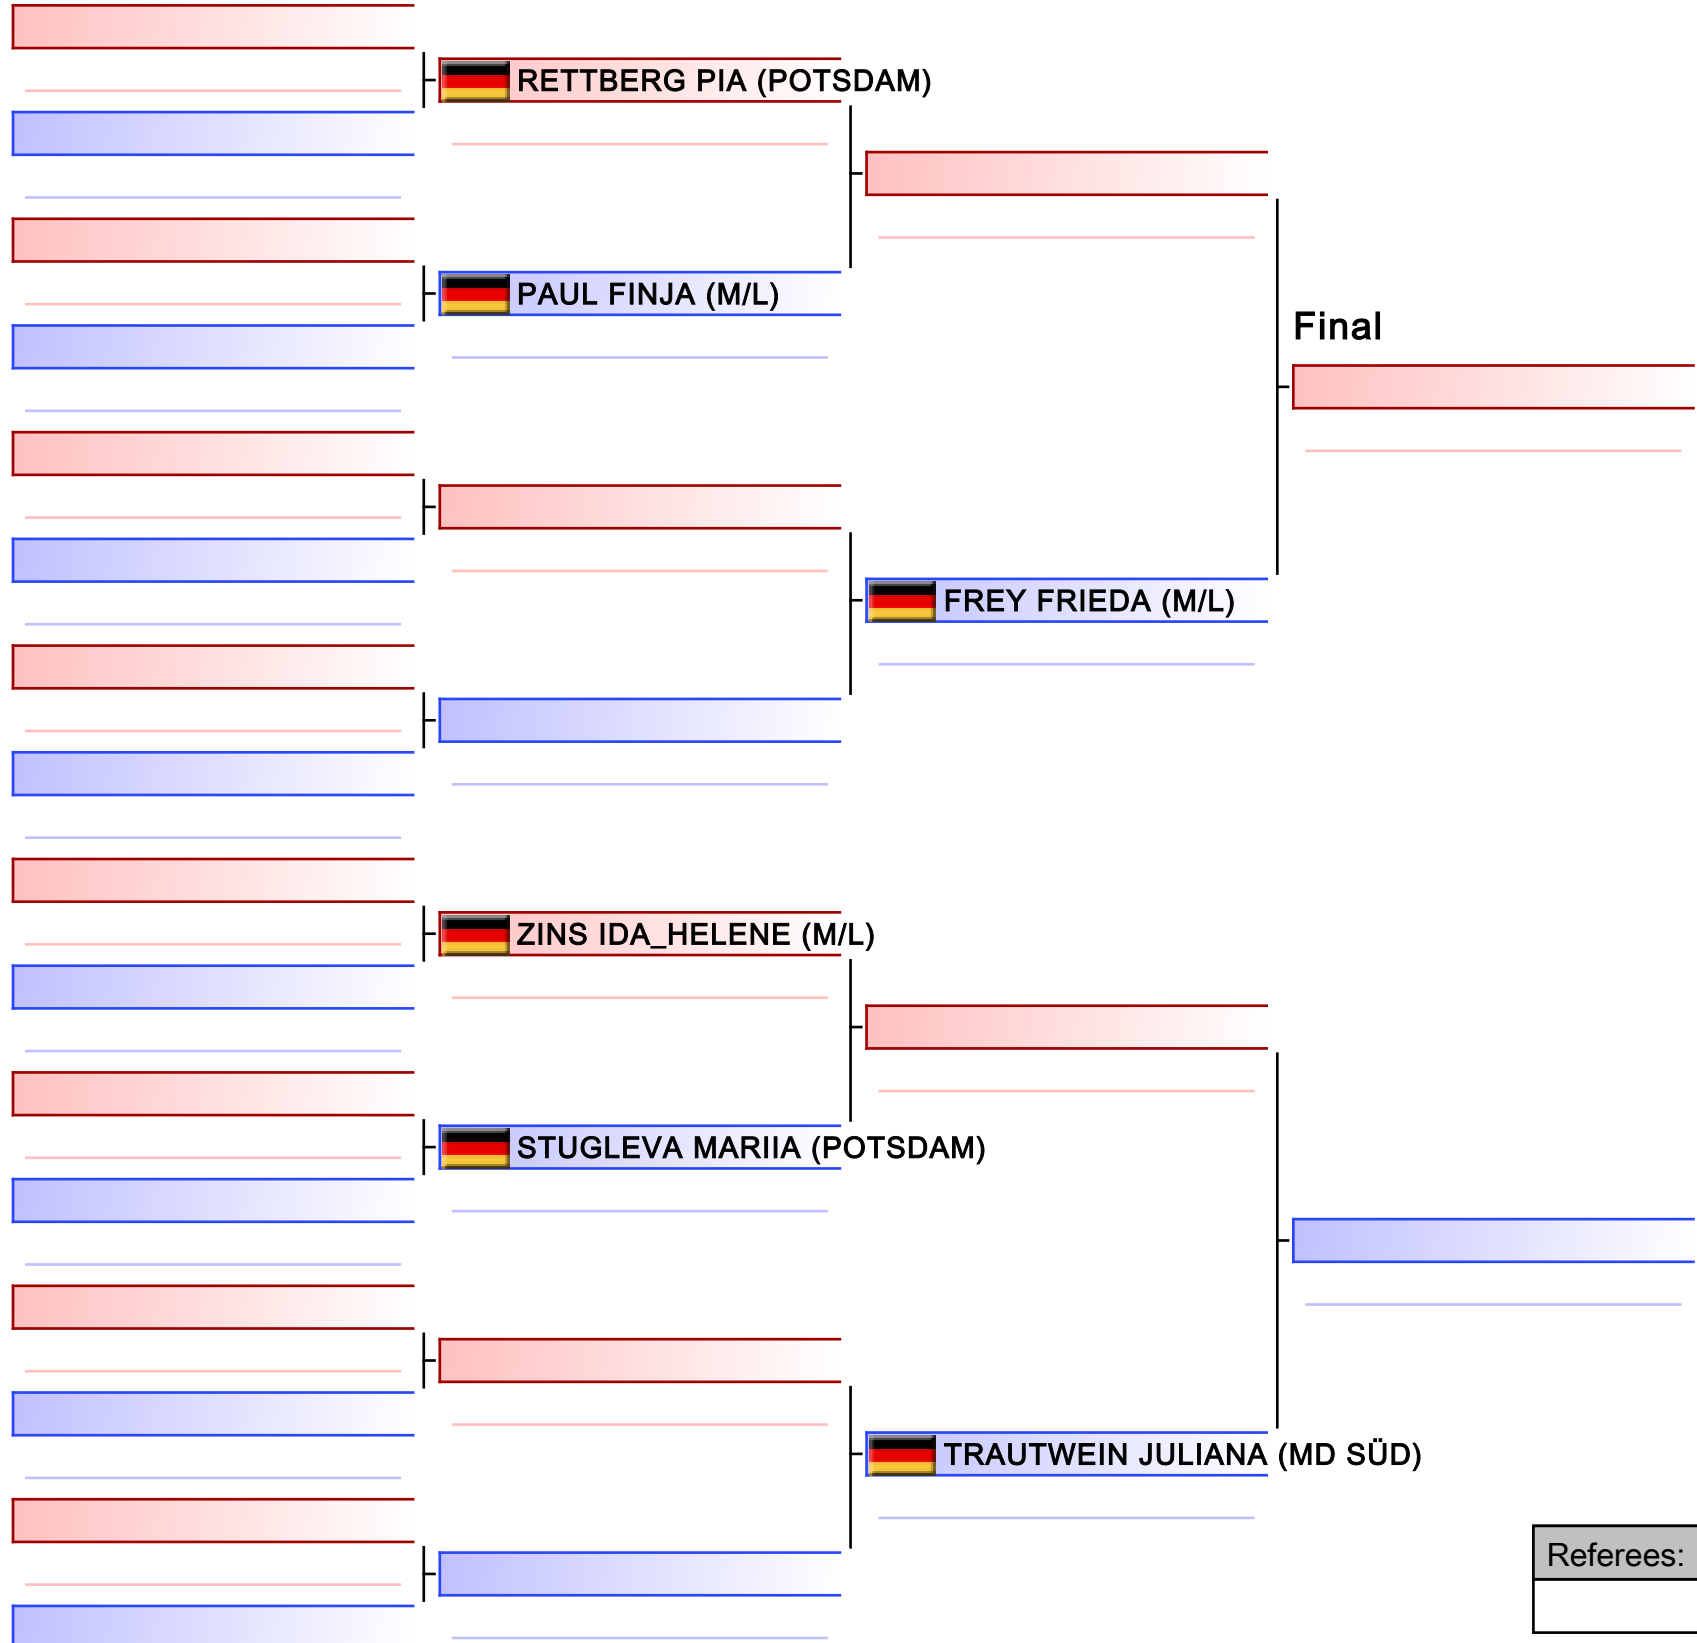 RETTBERG PIA (POTSDAM)
PAUL FINJA (M/L)
Final
FREY FRIEDA (M/L)
ZINS IDA_HELENE (M/L)
STUGLEVA MARIIA (POTSDAM)
TRAUTWEIN JULIANA (MD SÜD)
Referees: